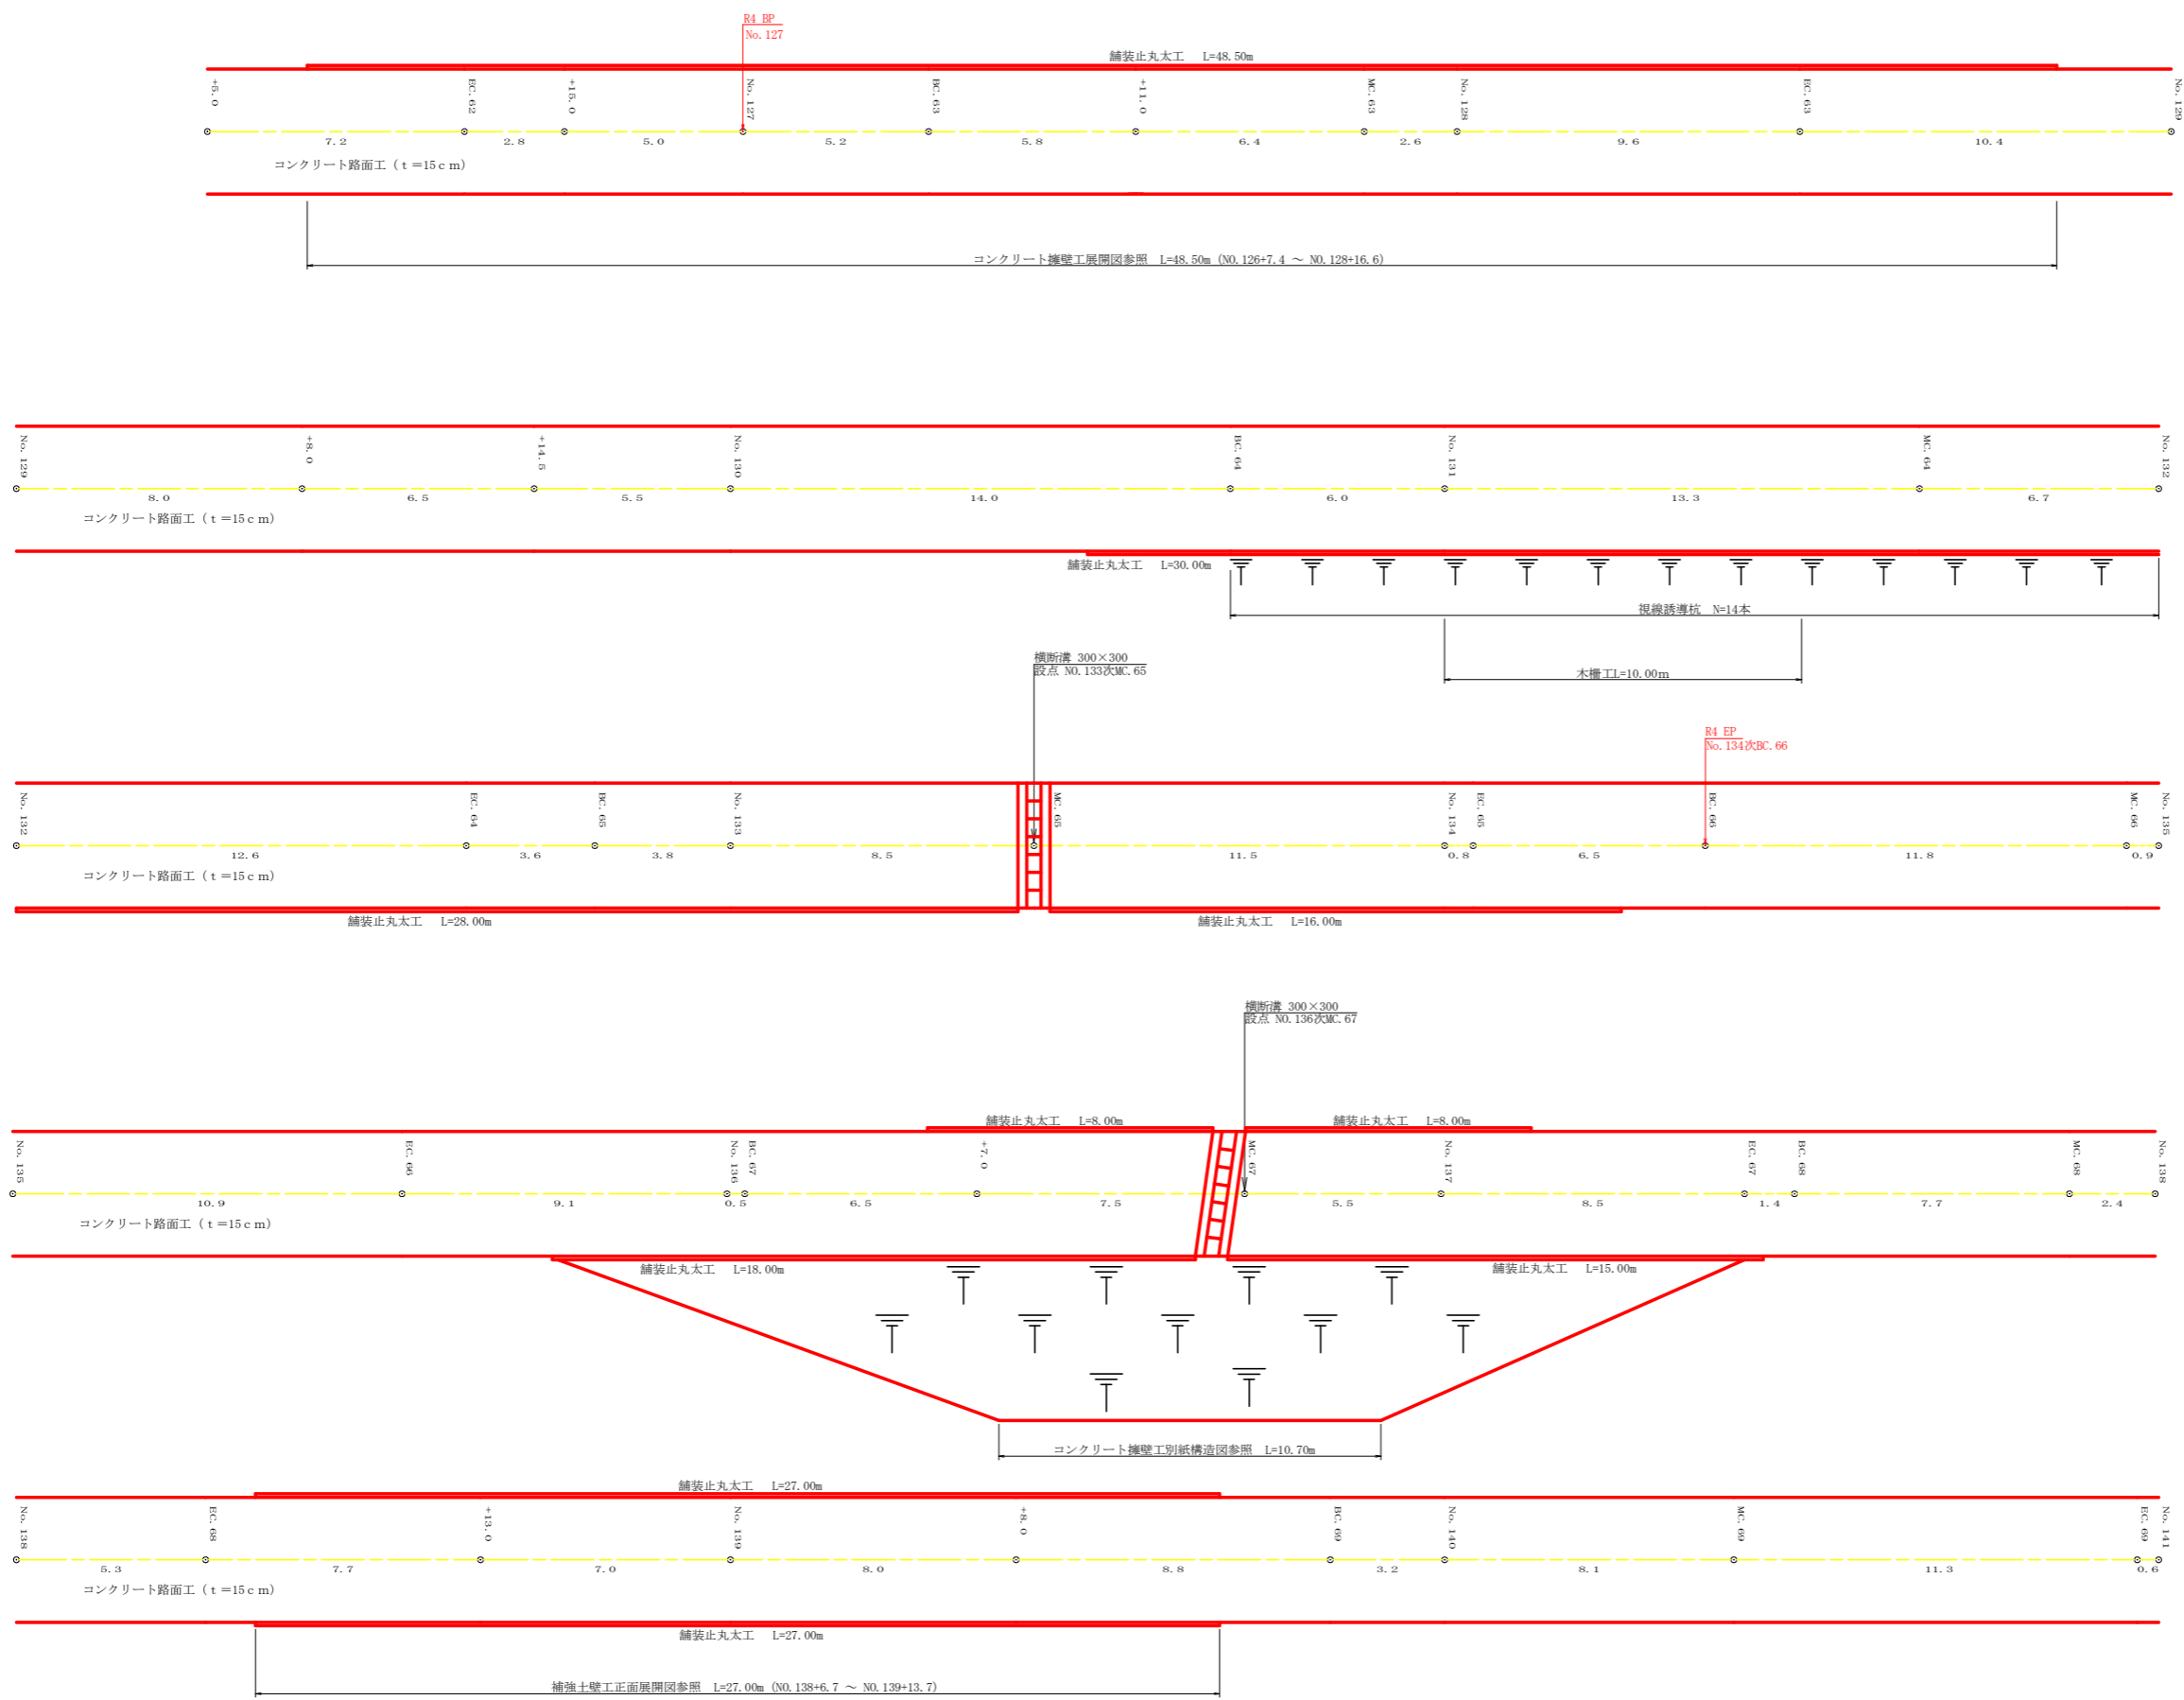 R4 BP
No.127
舗装止丸太工 L=48.50m
+5.0
EC.62
+15.0
No.127
BC.63
+11.0
MC.63
No.128
EC.63
No.129
7.2
2.8
5.0
5.2
5.8
6.4
2.6
9.6
10.4
コンクリート路面工(t=15cm)
コンクリート擁壁工展開図参照 L=48.50m (NO.126+7.4 ～ NO.128+16.6)
No.129
+8.0
+14.5
No.130
BC.64
No.131
MC.64
No.132
8.0
6.5
5.5
14.0
6.0
13.3
6.7
コンクリート路面工(t=15cm)
舗装止丸太工 L=30.00m
視線誘導杭 N=14本
木柵工L=10.00m
横断溝 300×300
設点 NO.133次MC.65
R4 EP
No.134次BC.66
No.132
EC.64
BC.65
No.133
MC.65
No.134
EC.65
BC.66
MC.66
No.135
12.6
3.6
3.8
8.5
11.5
0.8
6.5
11.8
0.9
コンクリート路面工(t=15cm)
舗装止丸太工 L=28.00m
舗装止丸太工 L=16.00m
横断溝 300×300
設点 NO.136次MC.67
舗装止丸太工 L=8.00m
舗装止丸太工 L=8.00m
No.135
EC.66
No.136
BC.67
+7.0
MC.67
No.137
EC.67
BC.68
MC.68
No.138
10.9
9.1
0.5
6.5
7.5
5.5
8.5
1.4
7.7
2.4
コンクリート路面工(t=15cm)
舗装止丸太工 L=18.00m
舗装止丸太工 L=15.00m
コンクリート擁壁工別紙構造図参照 L=10.70m
舗装止丸太工 L=27.00m
No.138
EC.68
+13.0
No.139
+8.0
BC.69
No.140
MC.69
EC.69
No.141
5.3
7.7
7.0
8.0
8.8
3.2
8.1
11.3
0.6
コンクリート路面工(t=15cm)
舗装止丸太工 L=27.00m
補強土壁工正面展開図参照 L=27.00m (NO.138+6.7 ～ NO.139+13.7)